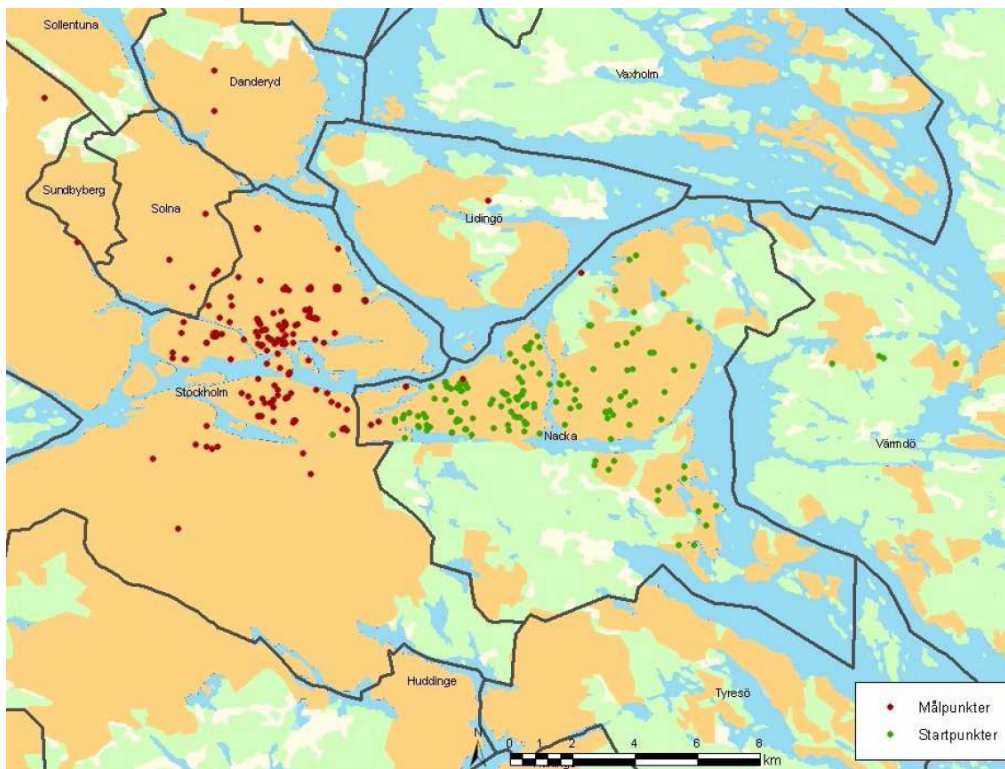 Sollentuna
Danderyd
Vaxholm
Sundbyberg
Solna
Lidingö
Stockholm
Nacka
Värmdö
Huddinge
Tyresö
Målpunkter
Startpunkter
N
0 1 2 4 6 8
km